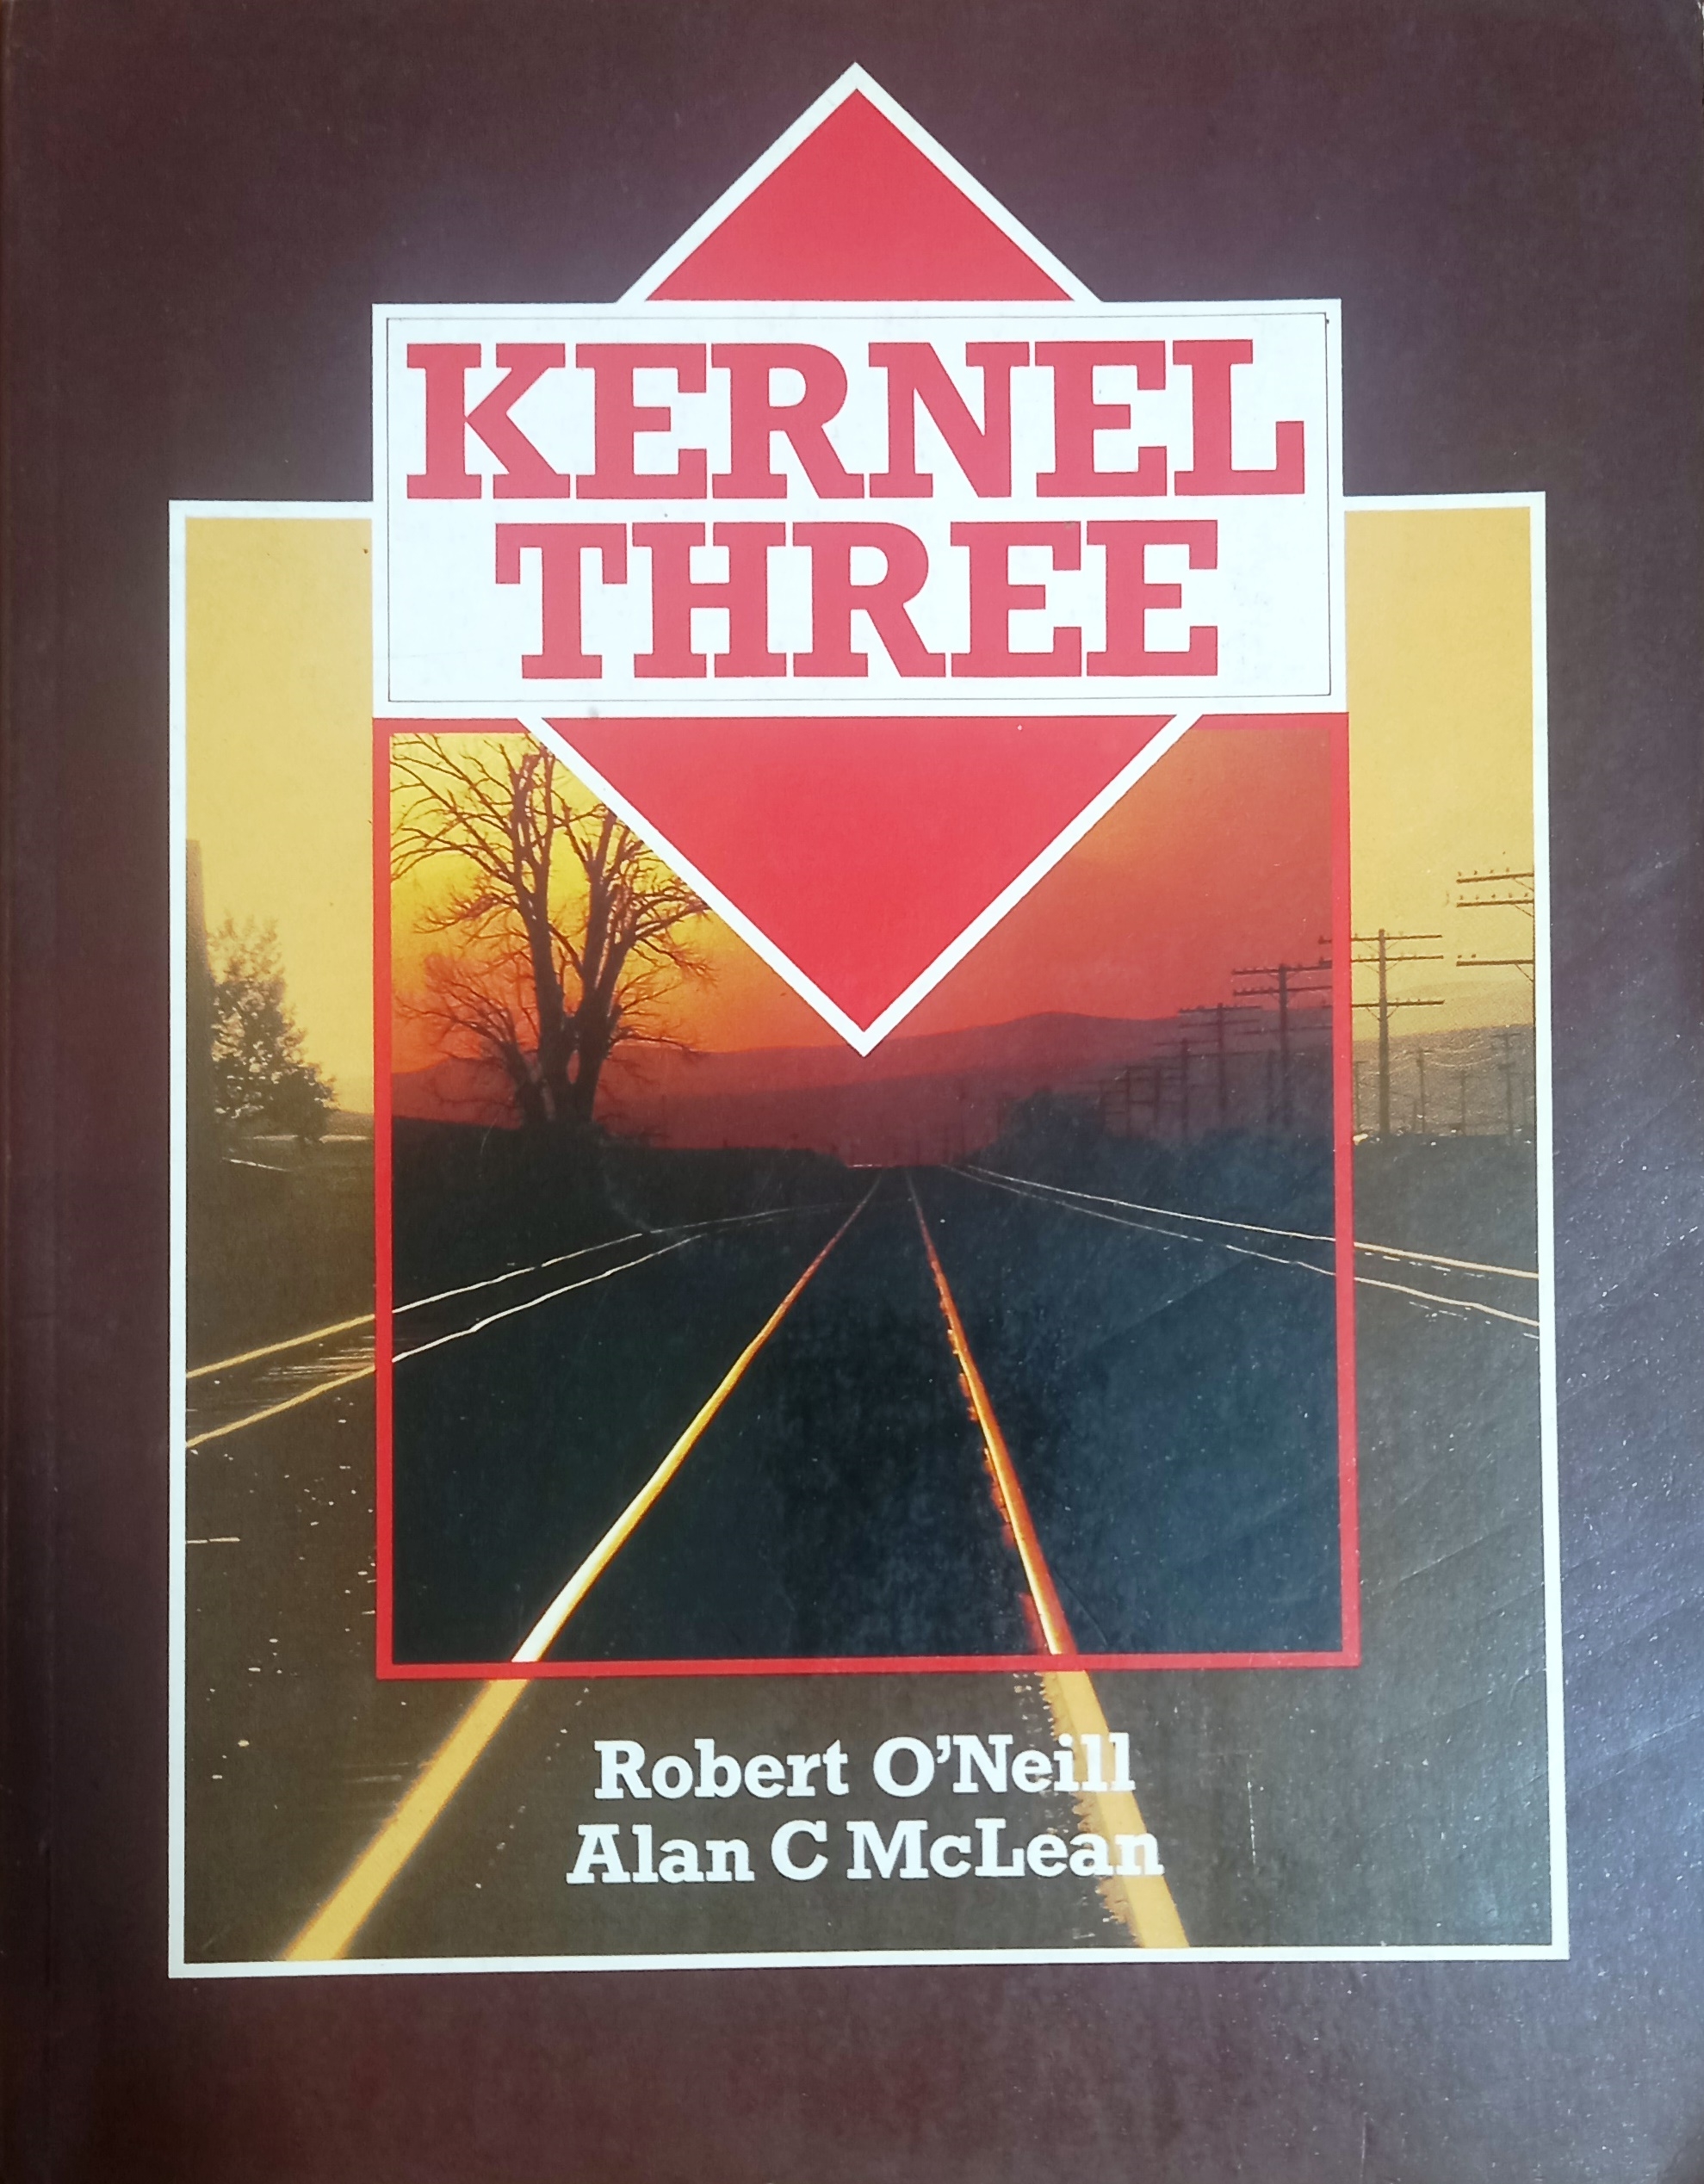 KERNEL
THREE
Robert O'Neill
Alan C McLean